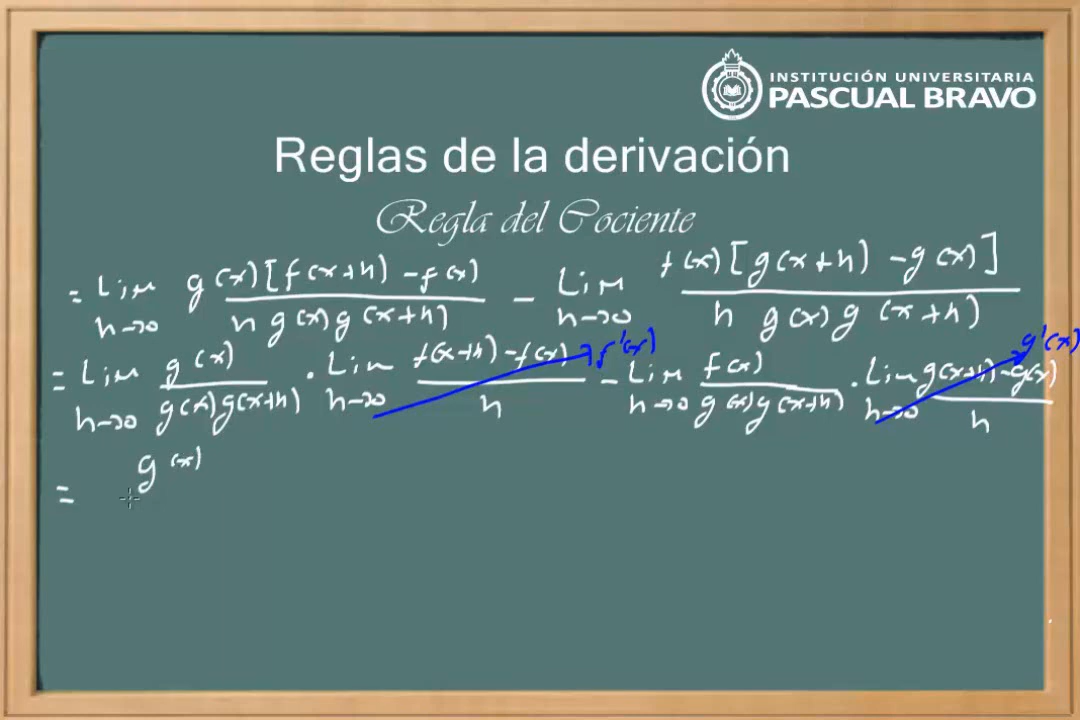 INSTITUCIÓN UNIVERSITARIA
PASCUAL BRAVO
Reglas de la derivación
Regla del Cociente
= Lim h→0 g(x)[f(x+h) - f(x)] / h g(x) g(x+h) - Lim h→0 f(x)[g(x+h) - g(x)] / h g(x) g(x+h)
= Lim h→0 g(x) / g(x)g(x+h) · Lim h→0 f(x+h) - f(x) / h f'(x) - Lim h→0 f(x) / g(x)g(x+h) · Lim h→0 g(x+h) - g(x) / h g'(x)
= g(x)